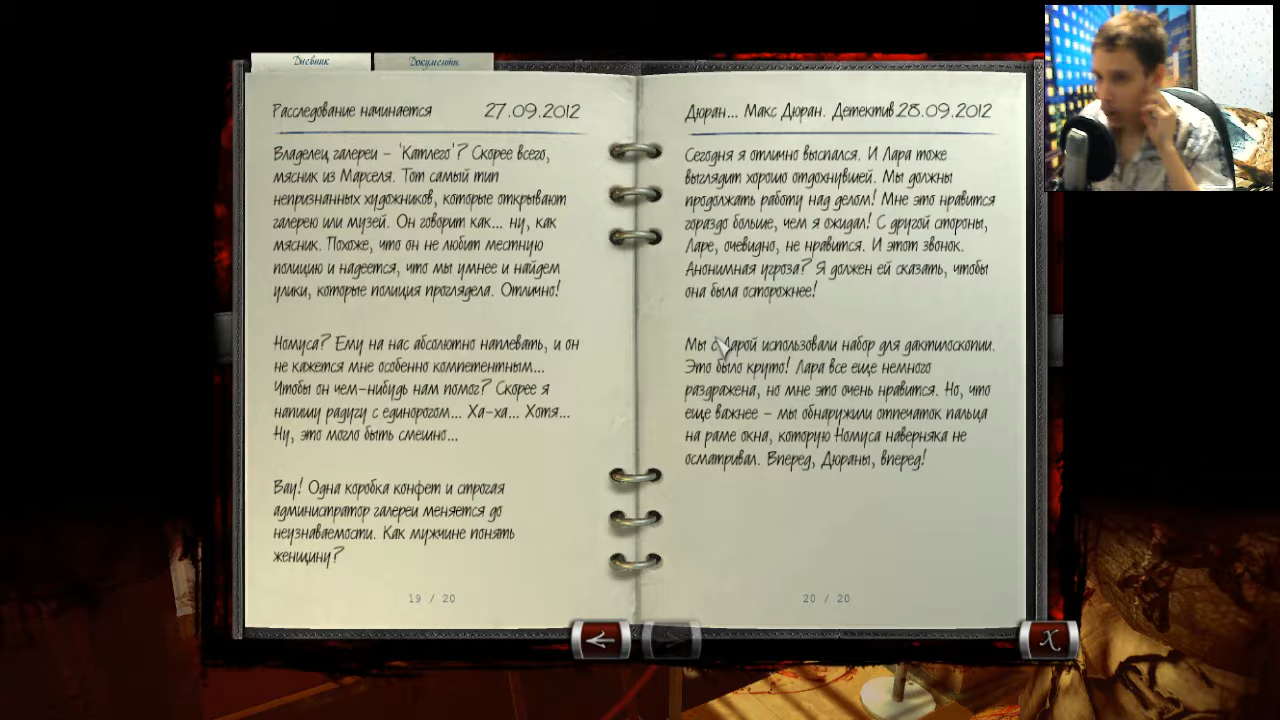 Дневник
Документы
Расследование начинается 27.09.2012
Владелец галереи – 'Катлего'? Скорее всего,
мясник из Марселя. Тот самый тип
непризнанных художников, которые открывают
галерею или музей. Он говорит как... ну, как
мясник. Похоже, что он не любит местную
полицию и надеется, что мы умнее и найдем
улики, которые полиция проглядела. Отлично!
Номуса? Ему на нас абсолютно наплевать, и он
не кажется мне особенно компетентным...
Чтобы он чем-нибудь нам помог? Скорее я
напишу радугу с единорогом... Ха-ха... Хотя...
Ну, это могло быть смешно...
Вау! Одна коробка конфет и строгая
администратор галереи меняется до
неузнаваемости. Как мужчине понять
женщину?
19 / 20
Дюран... Макс Дюран. Детектив 28.09.2012
Сегодня я отлично выспался. И Лара тоже
выглядит хорошо отдохнувшей. Мы должны
продолжать работу над делом! Мне это нравится
гораздо больше, чем я ожидал! С другой стороны,
Ларе, очевидно, не нравится. И этот звонок.
Анонимная угроза? Я должен ей сказать, чтобы
она была осторожнее!
Мы с Ларой использовали набор для дактилоскопии.
Это было круто! Лара все еще немного
раздражена, но мне это очень нравится. Но, что
еще важнее – мы обнаружили отпечаток пальца
на раме окна, которую Номуса наверняка не
осматривал. Вперед, Дюраны, вперед!
20 / 20
X